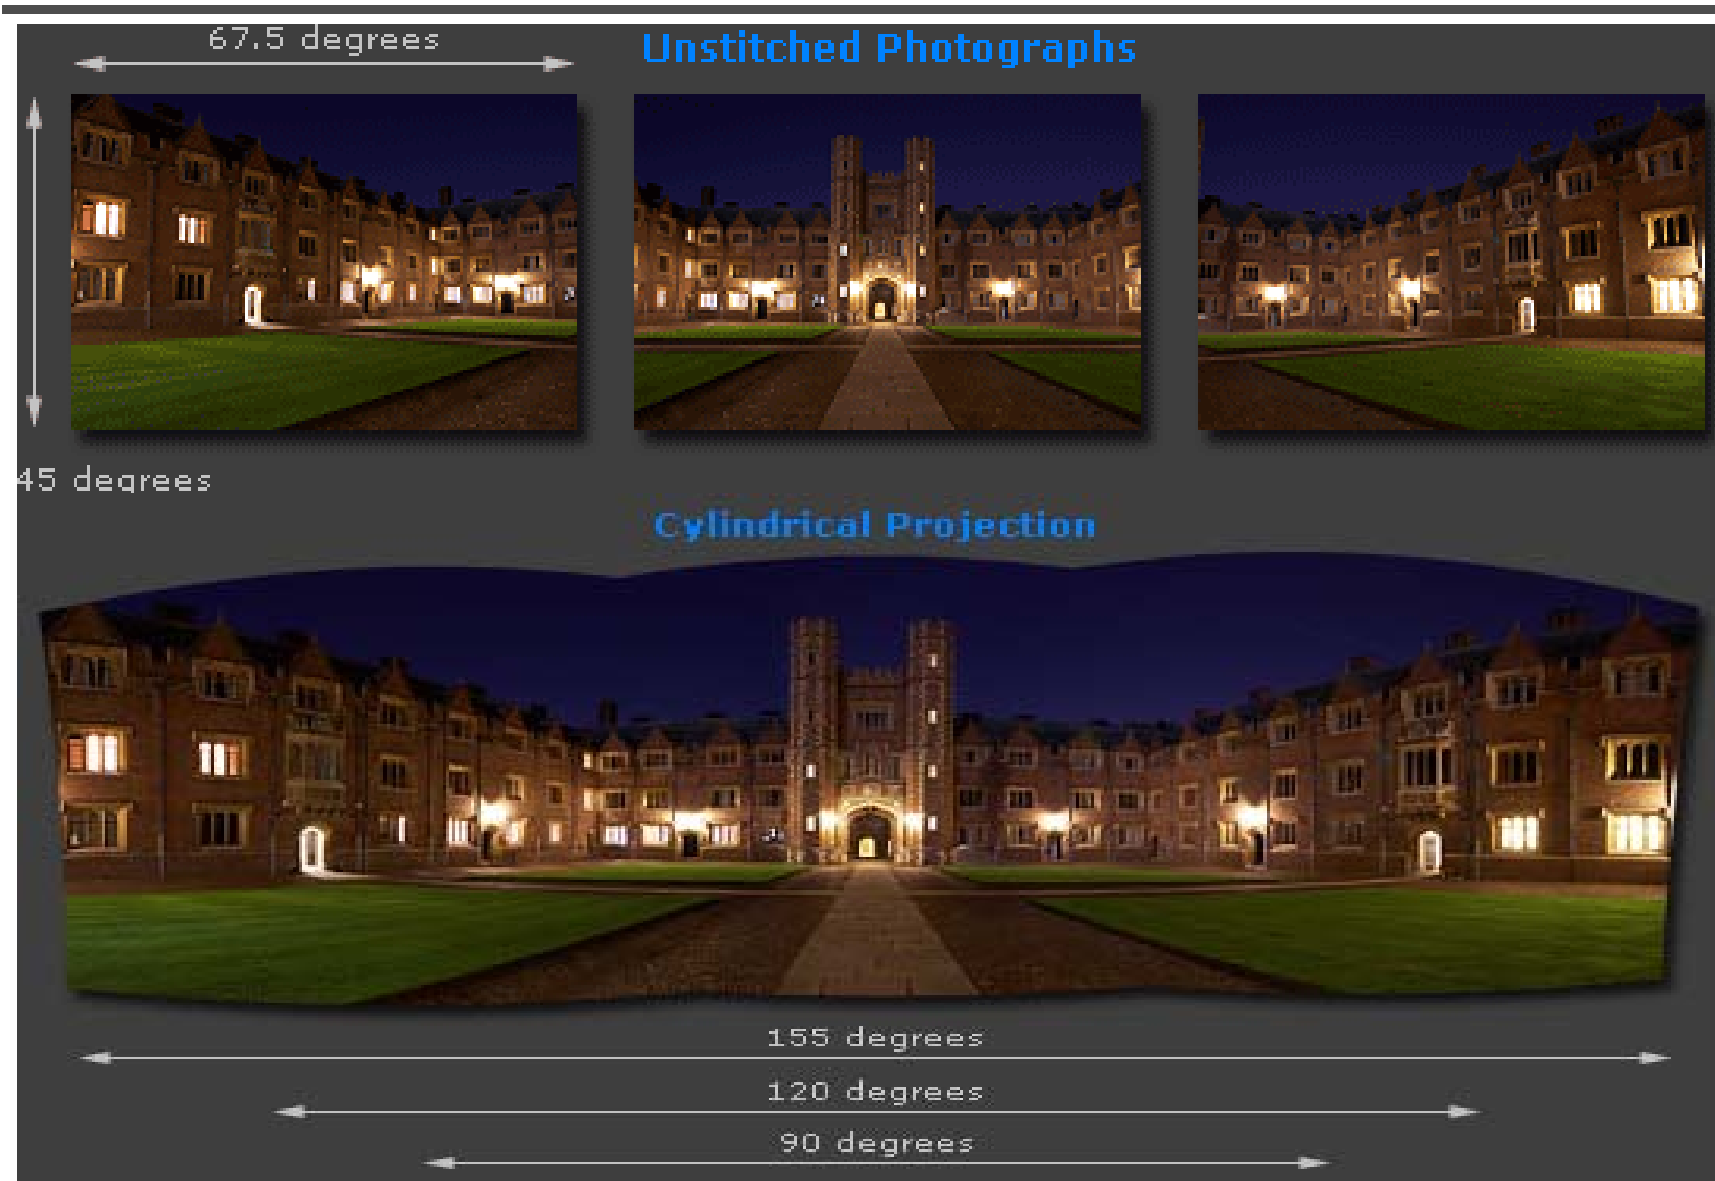 67.5 degrees
Unstitched Photographs
45 degrees
Cylindrical Projection
155 degrees
120 degrees
90 degrees